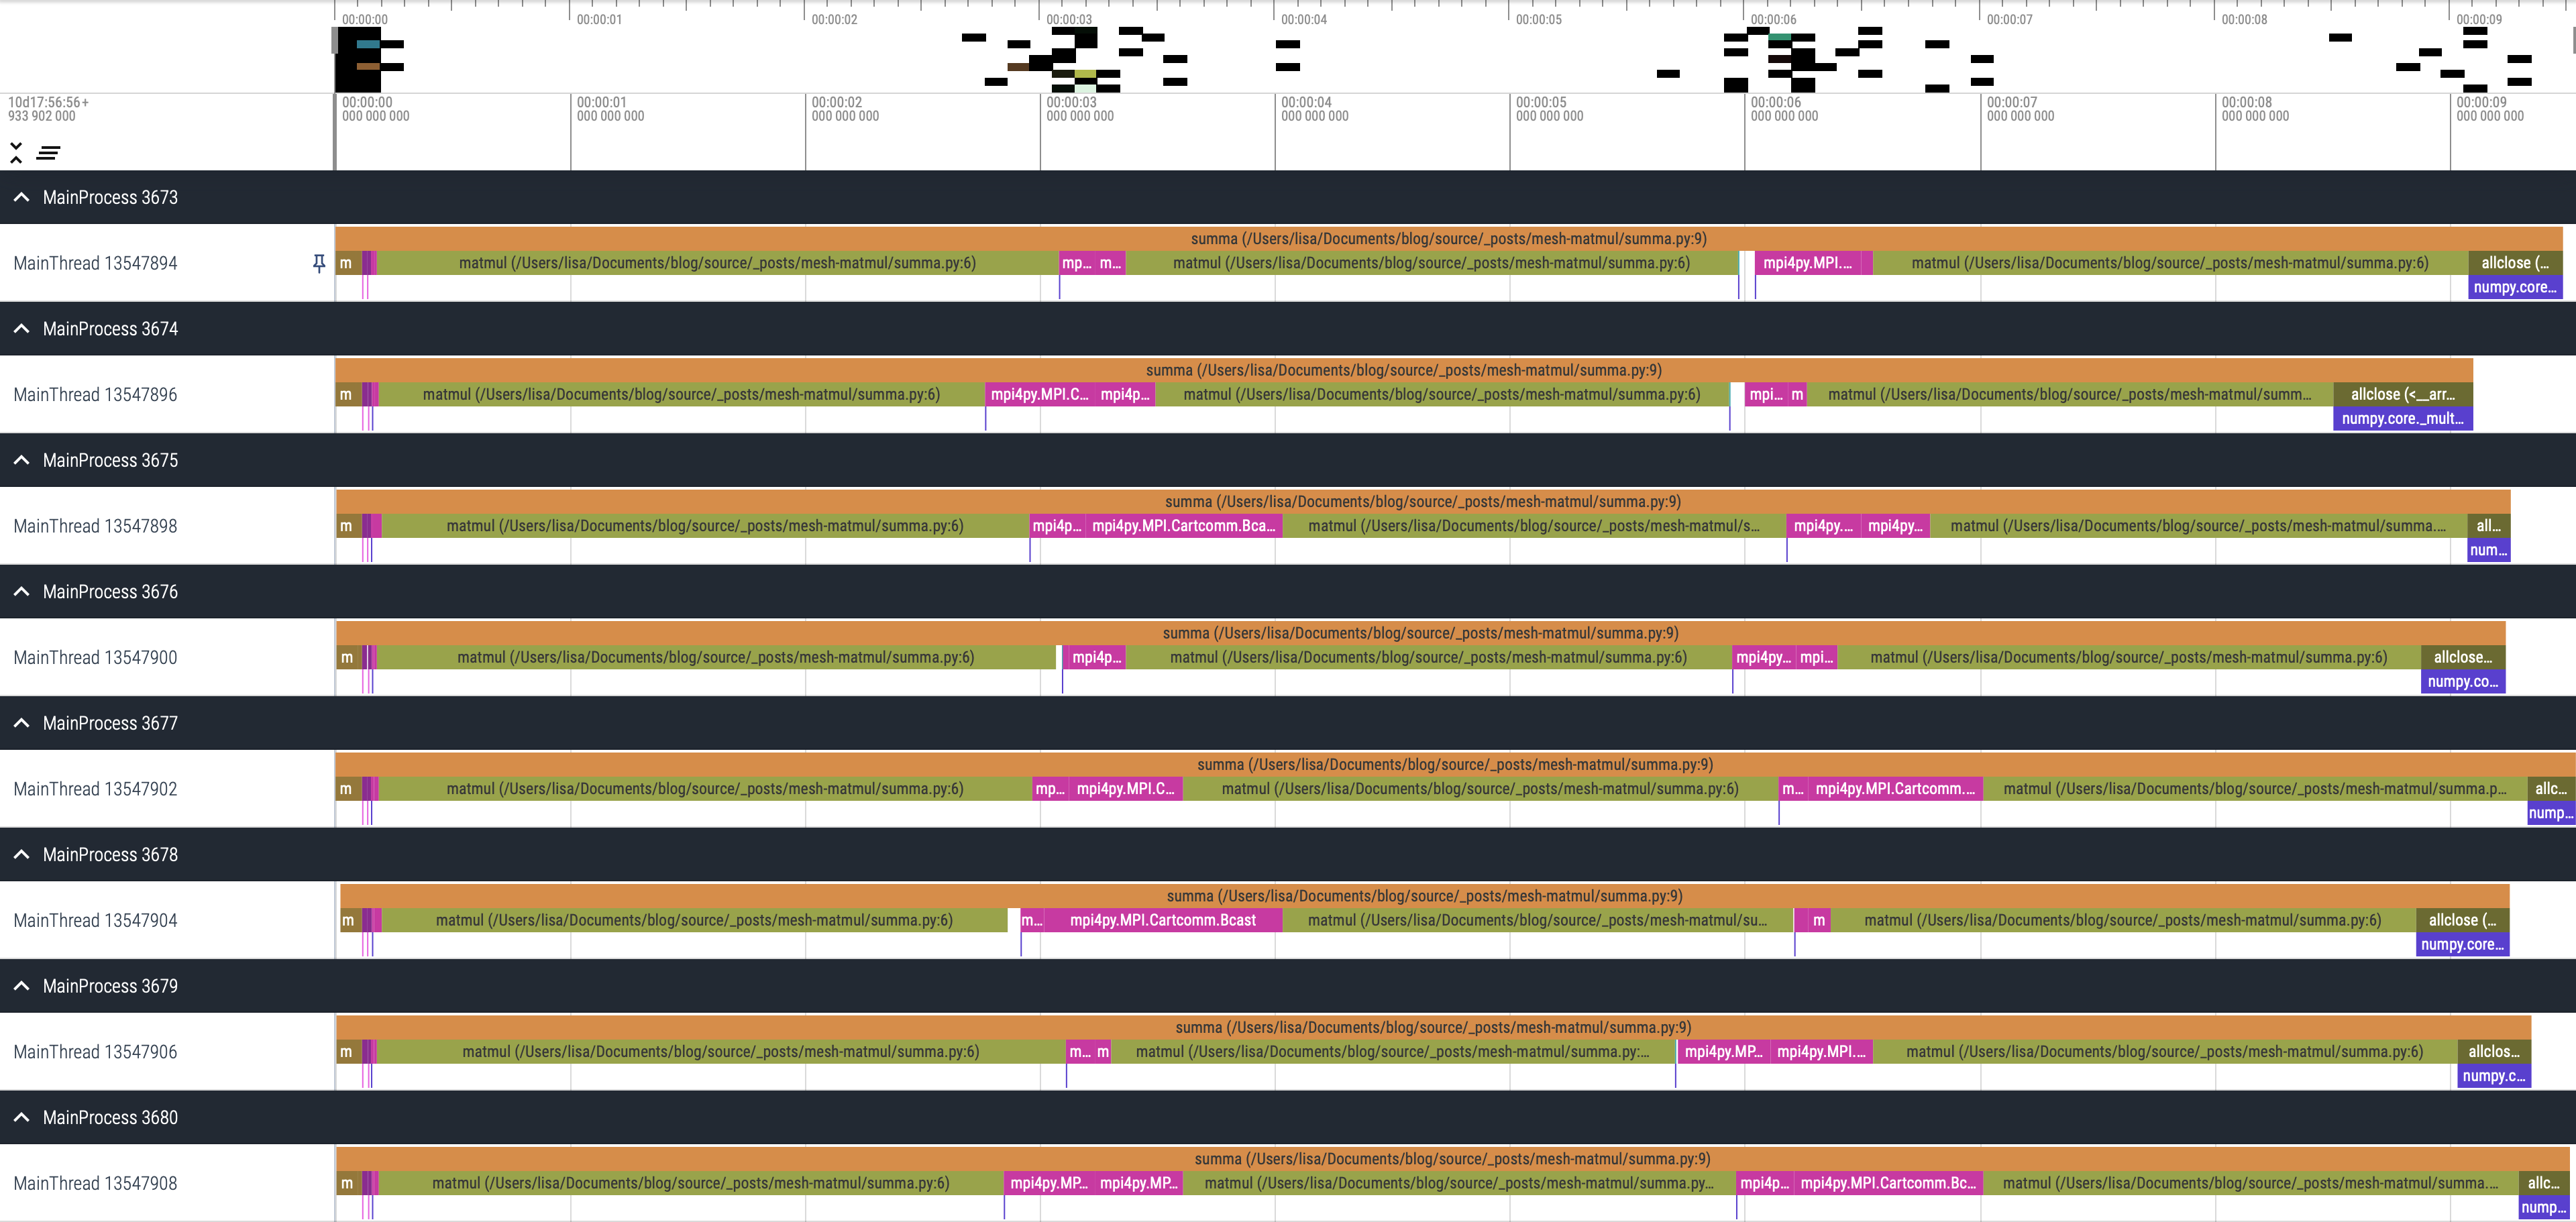 00:00:00 00:00:01 00:00:02 00:00:03 00:00:04 00:00:05 00:00:06 00:00:07 00:00:08 00:00:09
10d17:56:56+ 00:00:00 00:00:01 00:00:02 00:00:03 00:00:04 00:00:05 00:00:06 00:00:07 00:00:08 00:00:09
933 902 000 000 000 000 000 000 000 000 000 000 000 000 000 000 000 000 000 000 000 000 000 000 000 000 000 000 000 000 000 000 000
MainProcess 3673
summa (/Users/lisa/Documents/blog/source/_posts/mesh-matmul/summa.py:9)
MainThread 13547894 m matmul (/Users/lisa/Documents/blog/source/_posts/mesh-matmul/summa.py:6) mp... m... matmul (/Users/lisa/Documents/blog/source/_posts/mesh-matmul/summa.py:6) mpi4py.MPI.... matmul (/Users/lisa/Documents/blog/source/_posts/mesh-matmul/summa.py:6) allclose (...
numpy.core...
MainProcess 3674
summa (/Users/lisa/Documents/blog/source/_posts/mesh-matmul/summa.py:9)
MainThread 13547896 m matmul (/Users/lisa/Documents/blog/source/_posts/mesh-matmul/summa.py:6) mpi4py.MPI.C... mpi4p... matmul (/Users/lisa/Documents/blog/source/_posts/mesh-matmul/summa.py:6) mpi... m matmul (/Users/lisa/Documents/blog/source/_posts/mesh-matmul/summ... allclose (<__arr...
numpy.core._mult...
MainProcess 3675
summa (/Users/lisa/Documents/blog/source/_posts/mesh-matmul/summa.py:9)
MainThread 13547898 m matmul (/Users/lisa/Documents/blog/source/_posts/mesh-matmul/summa.py:6) mpi4p... mpi4py.MPI.Cartcomm.Bca... matmul (/Users/lisa/Documents/blog/source/_posts/mesh-matmul/s... mpi4py.... mpi4py... matmul (/Users/lisa/Documents/blog/source/_posts/mesh-matmul/summa.... all...
num...
MainProcess 3676
summa (/Users/lisa/Documents/blog/source/_posts/mesh-matmul/summa.py:9)
MainThread 13547900 m matmul (/Users/lisa/Documents/blog/source/_posts/mesh-matmul/summa.py:6) mpi4p... matmul (/Users/lisa/Documents/blog/source/_posts/mesh-matmul/summa.py:6) mpi4py... mpi... matmul (/Users/lisa/Documents/blog/source/_posts/mesh-matmul/summa.py:6) allclose...
numpy.co...
MainProcess 3677
summa (/Users/lisa/Documents/blog/source/_posts/mesh-matmul/summa.py:9)
MainThread 13547902 m matmul (/Users/lisa/Documents/blog/source/_posts/mesh-matmul/summa.py:6) mp... mpi4py.MPI.C... matmul (/Users/lisa/Documents/blog/source/_posts/mesh-matmul/summa.py:6) m... mpi4py.MPI.Cartcomm.... matmul (/Users/lisa/Documents/blog/source/_posts/mesh-matmul/summa.p... allc...
nump...
MainProcess 3678
summa (/Users/lisa/Documents/blog/source/_posts/mesh-matmul/summa.py:9)
MainThread 13547904 m matmul (/Users/lisa/Documents/blog/source/_posts/mesh-matmul/summa.py:6) m... mpi4py.MPI.Cartcomm.Bcast matmul (/Users/lisa/Documents/blog/source/_posts/mesh-matmul/su... m matmul (/Users/lisa/Documents/blog/source/_posts/mesh-matmul/summa.py:6) allclose (...
numpy.core...
MainProcess 3679
summa (/Users/lisa/Documents/blog/source/_posts/mesh-matmul/summa.py:9)
MainThread 13547906 m matmul (/Users/lisa/Documents/blog/source/_posts/mesh-matmul/summa.py:6) m... m matmul (/Users/lisa/Documents/blog/source/_posts/mesh-matmul/summa.py:... mpi4py.MP... mpi4py.MPI.... matmul (/Users/lisa/Documents/blog/source/_posts/mesh-matmul/summa.py:6) allclos...
numpy.c...
MainProcess 3680
summa (/Users/lisa/Documents/blog/source/_posts/mesh-matmul/summa.py:9)
MainThread 13547908 m matmul (/Users/lisa/Documents/blog/source/_posts/mesh-matmul/summa.py:6) mpi4py.MP... mpi4py.MP... matmul (/Users/lisa/Documents/blog/source/_posts/mesh-matmul/summa.py... mpi4p... mpi4py.MPI.Cartcomm.Bc... matmul (/Users/lisa/Documents/blog/source/_posts/mesh-matmul/summa.... allc...
nump...